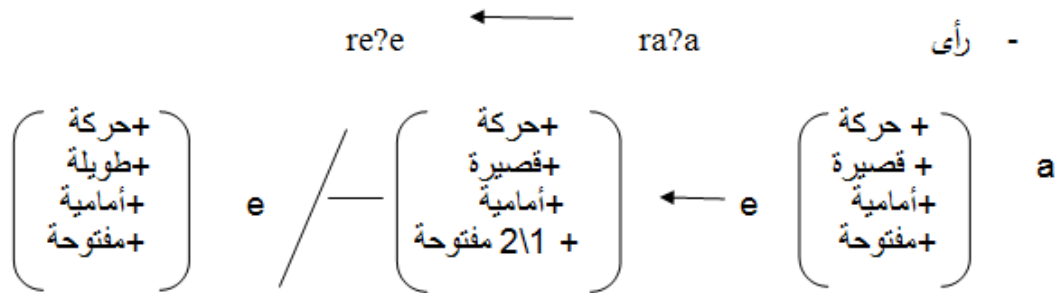 - رأى ra?a re?e
a + حركة e +حركة e +حركة
+ قصيرة +قصيرة +طويلة
+أمامية +أمامية +أمامية
+مفتوحة + 1\2 مفتوحة +مفتوحة